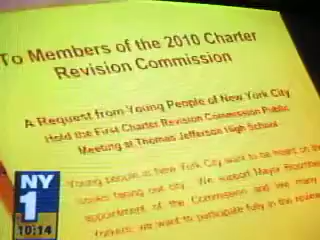 To Members of the 2010 Charter
Revision Commission
A Request from Young People of New York City
Hold the First Charter Revision Commission Public
Meeting at Thomas Jefferson High School
Young people in New York City want to be heard on the
issues facing our city. We support Mayor
appointment of the Commission and we many
we want to participate fully in the
NY
1
10:14